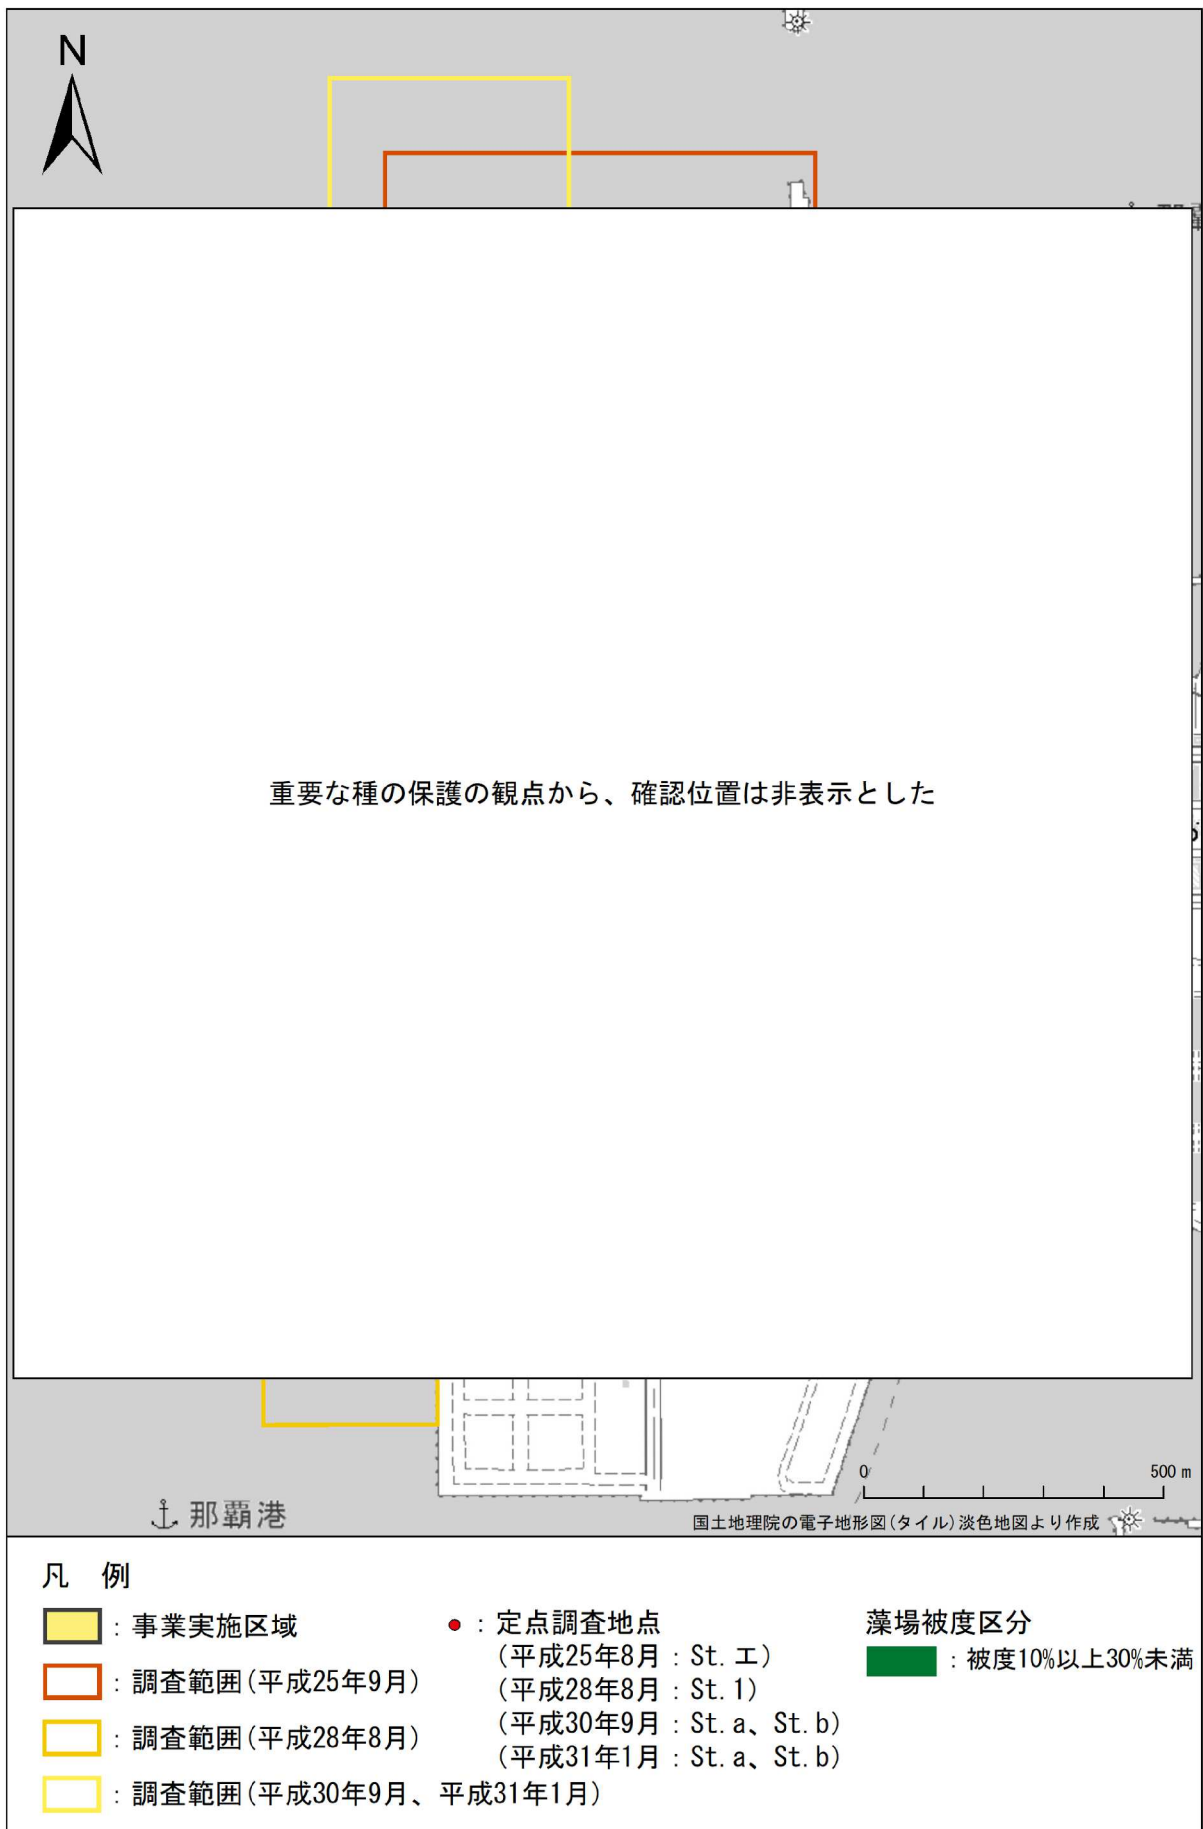 N
重要な種の保護の観点から、確認位置は非表示とした
0 500 m
那覇港
国土地理院の電子地形図(タイル)淡色地図より作成
凡　例
：事業実施区域
：調査範囲(平成25年9月)
：調査範囲(平成28年8月)
：調査範囲(平成30年9月、平成31年1月)
：定点調査地点
(平成25年8月：St.エ)
(平成28年8月：St.1)
(平成30年9月：St.a、St.b)
(平成31年1月：St.a、St.b)
藻場被度区分
：被度10%以上30%未満